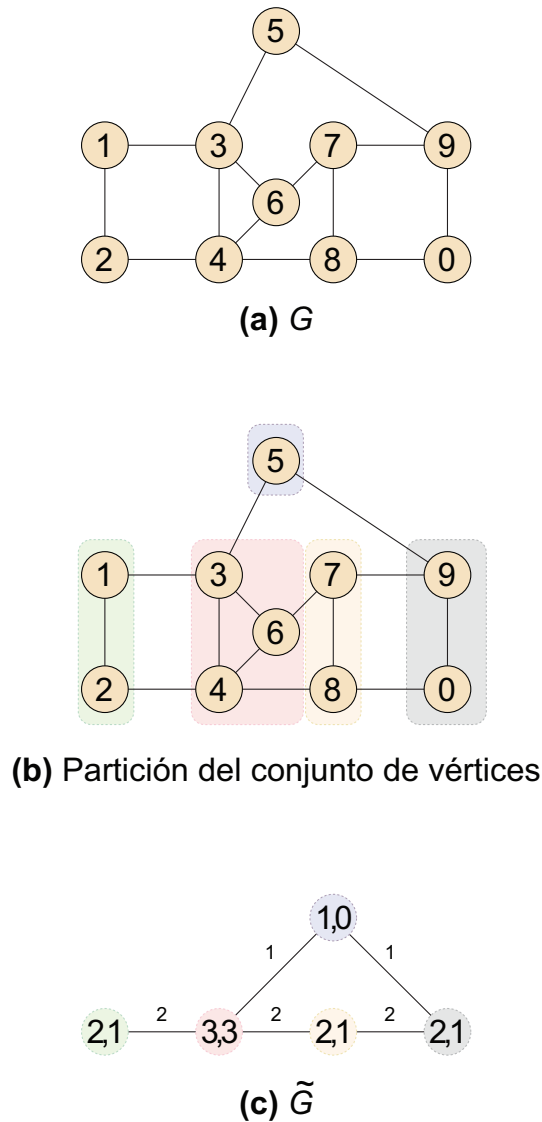 5
1 3 7 9
6
2 4 8 0
(a) G
5
1 3 7 9
6
2 4 8 0
(b) Partición del conjunto de vértices
1,0
1 1
2 2 2
2,1 3,3 2,1 2,1
(c) G̃